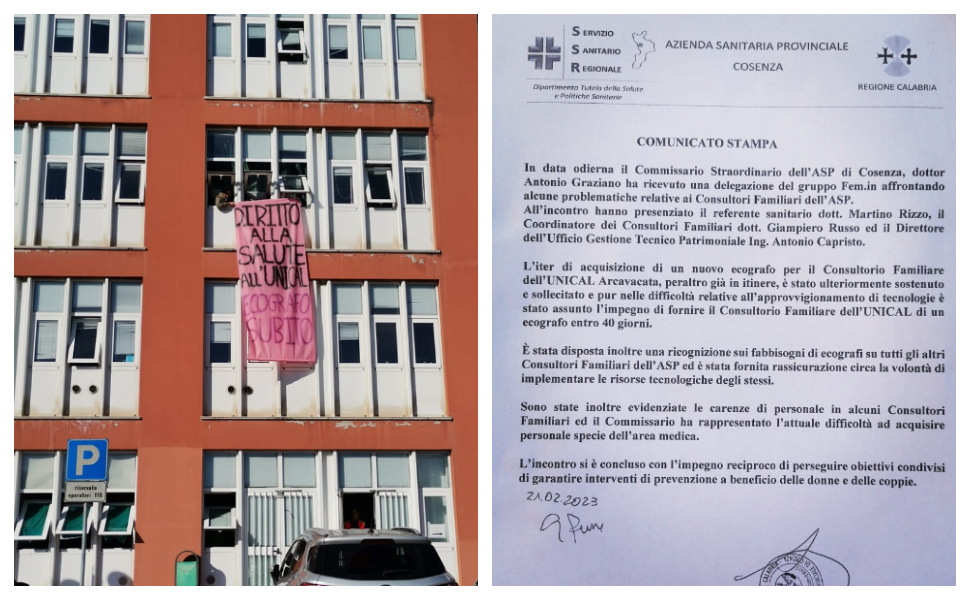 DIRITTO
ALLA
SALUTE
ALL'UNICAL
ECOGRAFO
SUBITO
P
riservato
operatori 118
SERVIZIO
SANITARIO
REGIONALE
Dipartimento Tutela della Salute
e Politiche Sanitarie
AZIENDA SANITARIA PROVINCIALE
COSENZA
REGIONE CALABRIA
COMUNICATO STAMPA
In data odierna il Commissario Straordinario dell'ASP di Cosenza, dottor
Antonio Graziano ha ricevuto una delegazione del gruppo Fem.in affrontando
alcune problematiche relative ai Consultori Familiari dell'ASP.
All'incontro hanno presenziato il referente sanitario dott. Martino Rizzo, il
Coordinatore dei Consultori Familiari dott. Giampiero Russo ed il Direttore
dell'Ufficio Gestione Tecnico Patrimoniale Ing. Antonio Capristo.
L'iter di acquisizione di un nuovo ecografo per il Consultorio Familiare
dell'UNICAL Arcavacata, peraltro già in itinere, è stato ulteriormente sostenuto
e sollecitato e pur nelle difficoltà relative all'approvvigionamento di tecnologie è
stato assunto l'impegno di fornire il Consultorio Familiare dell'UNICAL di un
ecografo entro 40 giorni.
È stata disposta inoltre una ricognizione sui fabbisogni di ecografi su tutti gli altri
Consultori Familiari dell'ASP ed è stata fornita rassicurazione circa la volontà di
implementare le risorse tecnologiche degli stessi.
Sono state inoltre evidenziate le carenze di personale in alcuni Consultori
Familiari ed il Commissario ha rappresentato l'attuale difficoltà ad acquisire
personale specie dell'area medica.
L'incontro si è concluso con l'impegno reciproco di perseguire obiettivi condivisi
di garantire interventi di prevenzione a beneficio delle donne e delle coppie.
21.02.2023